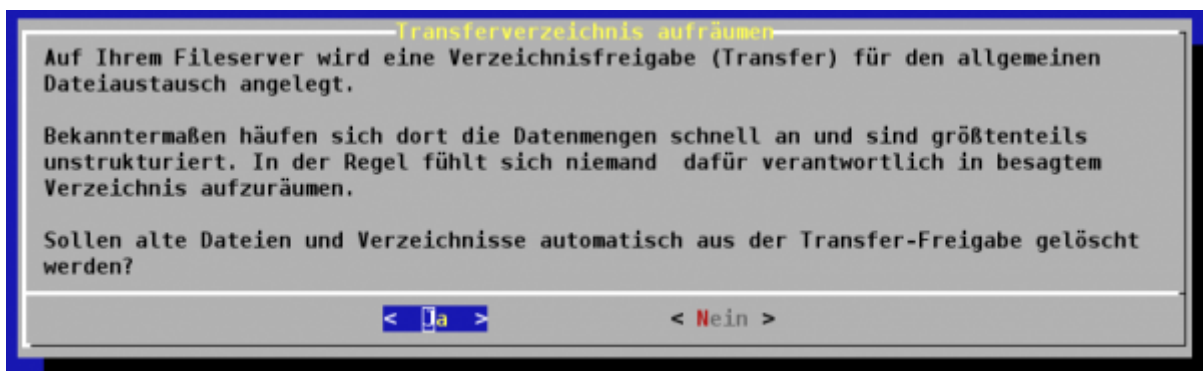 Transferverzeichnis aufräumen
Auf Ihrem Fileserver wird eine Verzeichnisfreigabe (Transfer) für den allgemeinen
Dateiaustausch angelegt.
Bekanntermaßen häufen sich dort die Datenmengen schnell an und sind größtenteils
unstrukturiert. In der Regel fühlt sich niemand  dafür verantwortlich in besagtem
Verzeichnis aufzuräumen.
Sollen alte Dateien und Verzeichnisse automatisch aus der Transfer-Freigabe gelöscht
werden?
<  Ja  > < Nein >